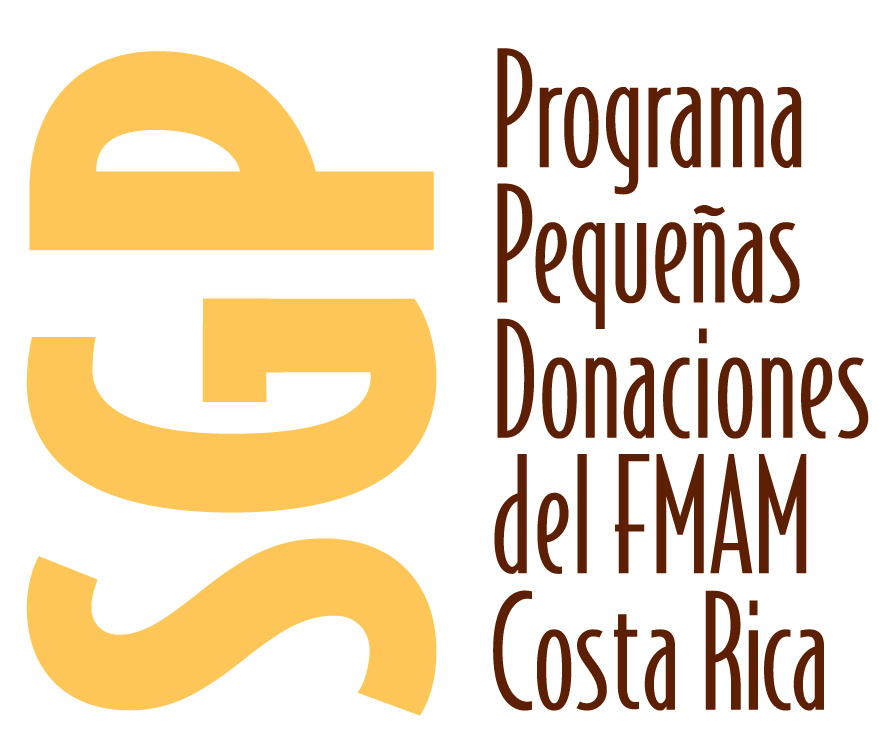 SGP
Programa
Pequeñas
Donaciones
del FMAM
Costa Rica